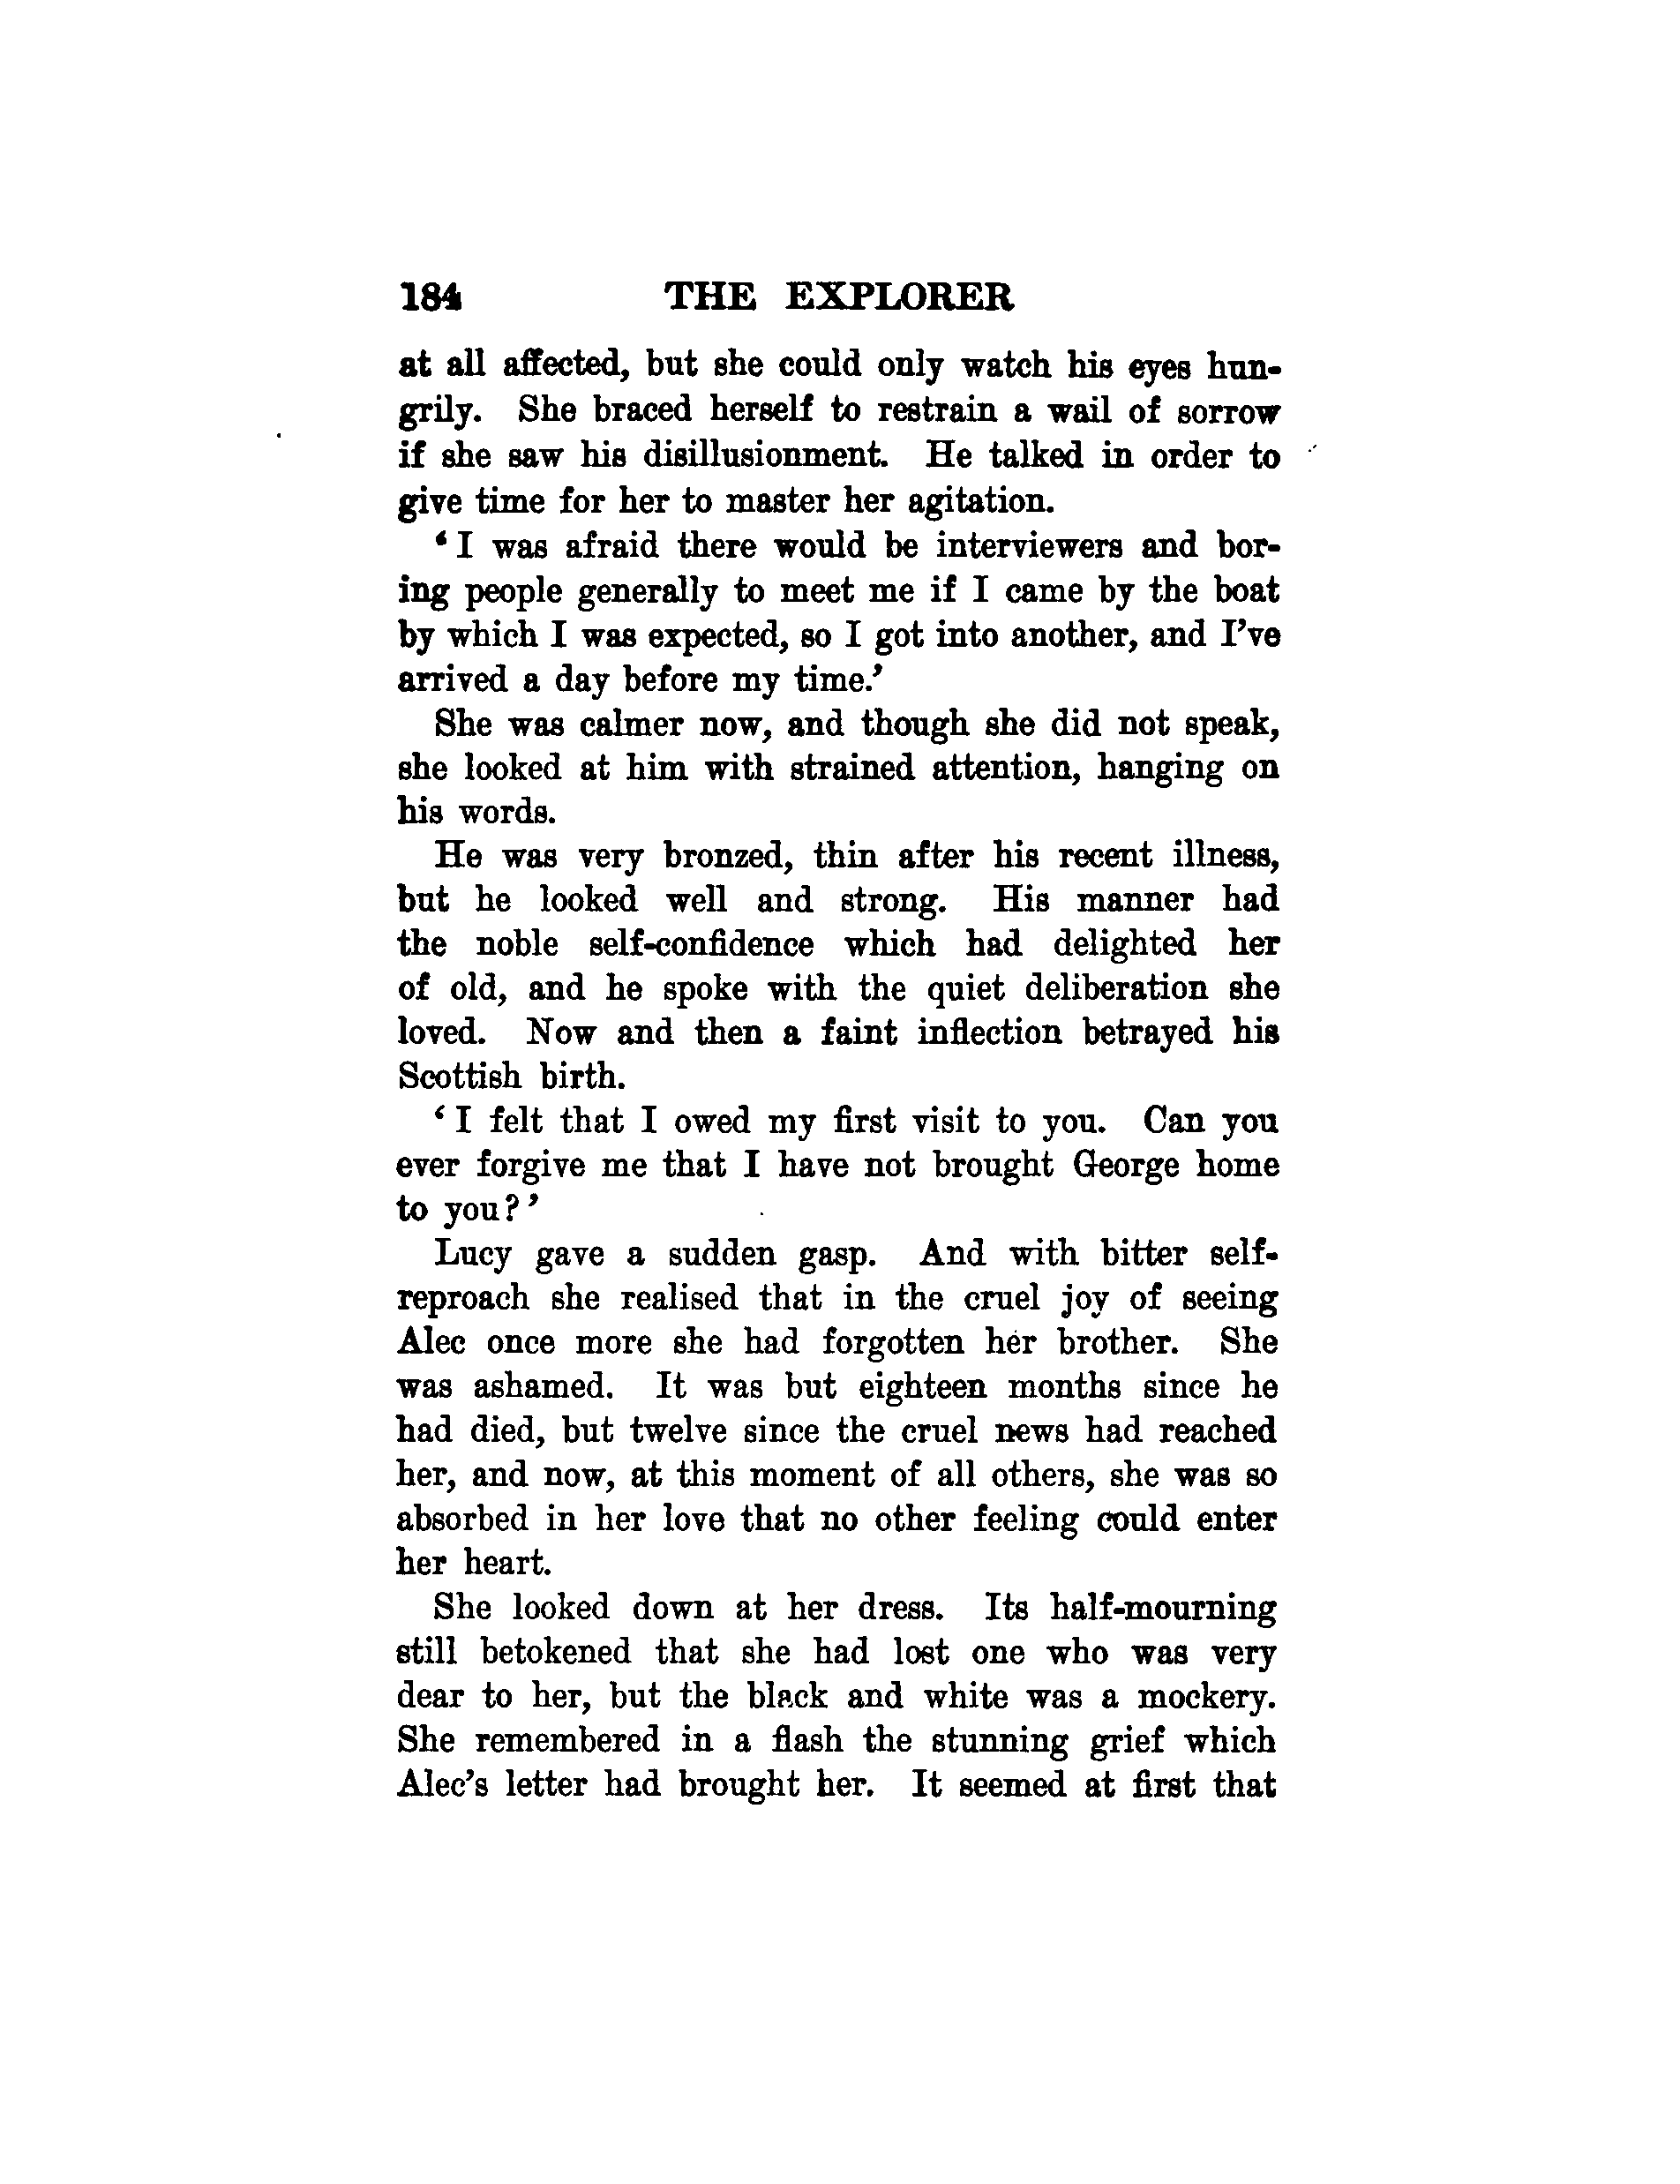 184 THE EXPLORER
at all affected, but she could only watch his eyes hun-
grily. She braced herself to restrain a wail of sorrow
if she saw his disillusionment. He talked in order to
give time for her to master her agitation.
‘I was afraid there would be interviewers and bor-
ing people generally to meet me if I came by the boat
by which I was expected, so I got into another, and I’ve
arrived a day before my time.’
She was calmer now, and though she did not speak,
she looked at him with strained attention, hanging on
his words.
He was very bronzed, thin after his recent illness,
but he looked well and strong. His manner had
the noble self-confidence which had delighted her
of old, and he spoke with the quiet deliberation she
loved. Now and then a faint inflection betrayed his
Scottish birth.
‘I felt that I owed my first visit to you. Can you
ever forgive me that I have not brought George home
to you?’
Lucy gave a sudden gasp. And with bitter self-
reproach she realised that in the cruel joy of seeing
Alec once more she had forgotten her brother. She
was ashamed. It was but eighteen months since he
had died, but twelve since the cruel news had reached
her, and now, at this moment of all others, she was so
absorbed in her love that no other feeling could enter
her heart.
She looked down at her dress. Its half-mourning
still betokened that she had lost one who was very
dear to her, but the black and white was a mockery.
She remembered in a flash the stunning grief which
Alec’s letter had brought her. It seemed at first that